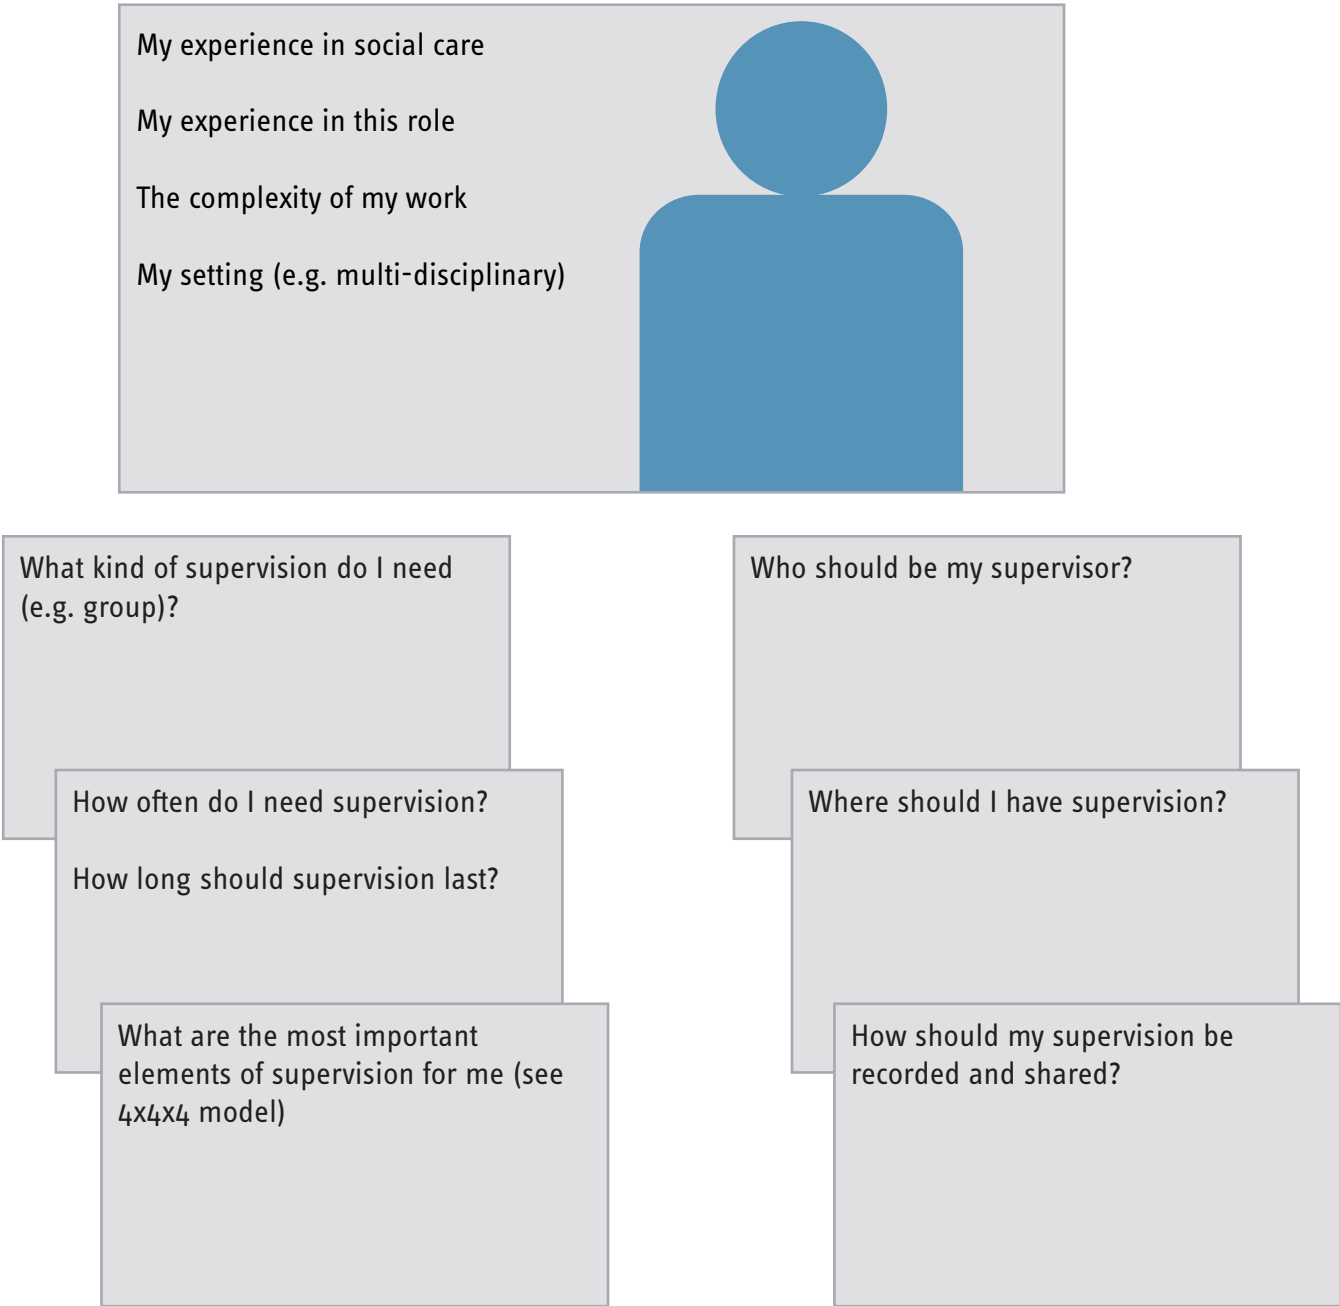 My experience in social care
My experience in this role
The complexity of my work
My setting (e.g. multi-disciplinary)
What kind of supervision do I need
(e.g. group)?
How often do I need supervision?
How long should supervision last?
What are the most important
elements of supervision for me (see
4x4x4 model)
Who should be my supervisor?
Where should I have supervision?
How should my supervision be
recorded and shared?